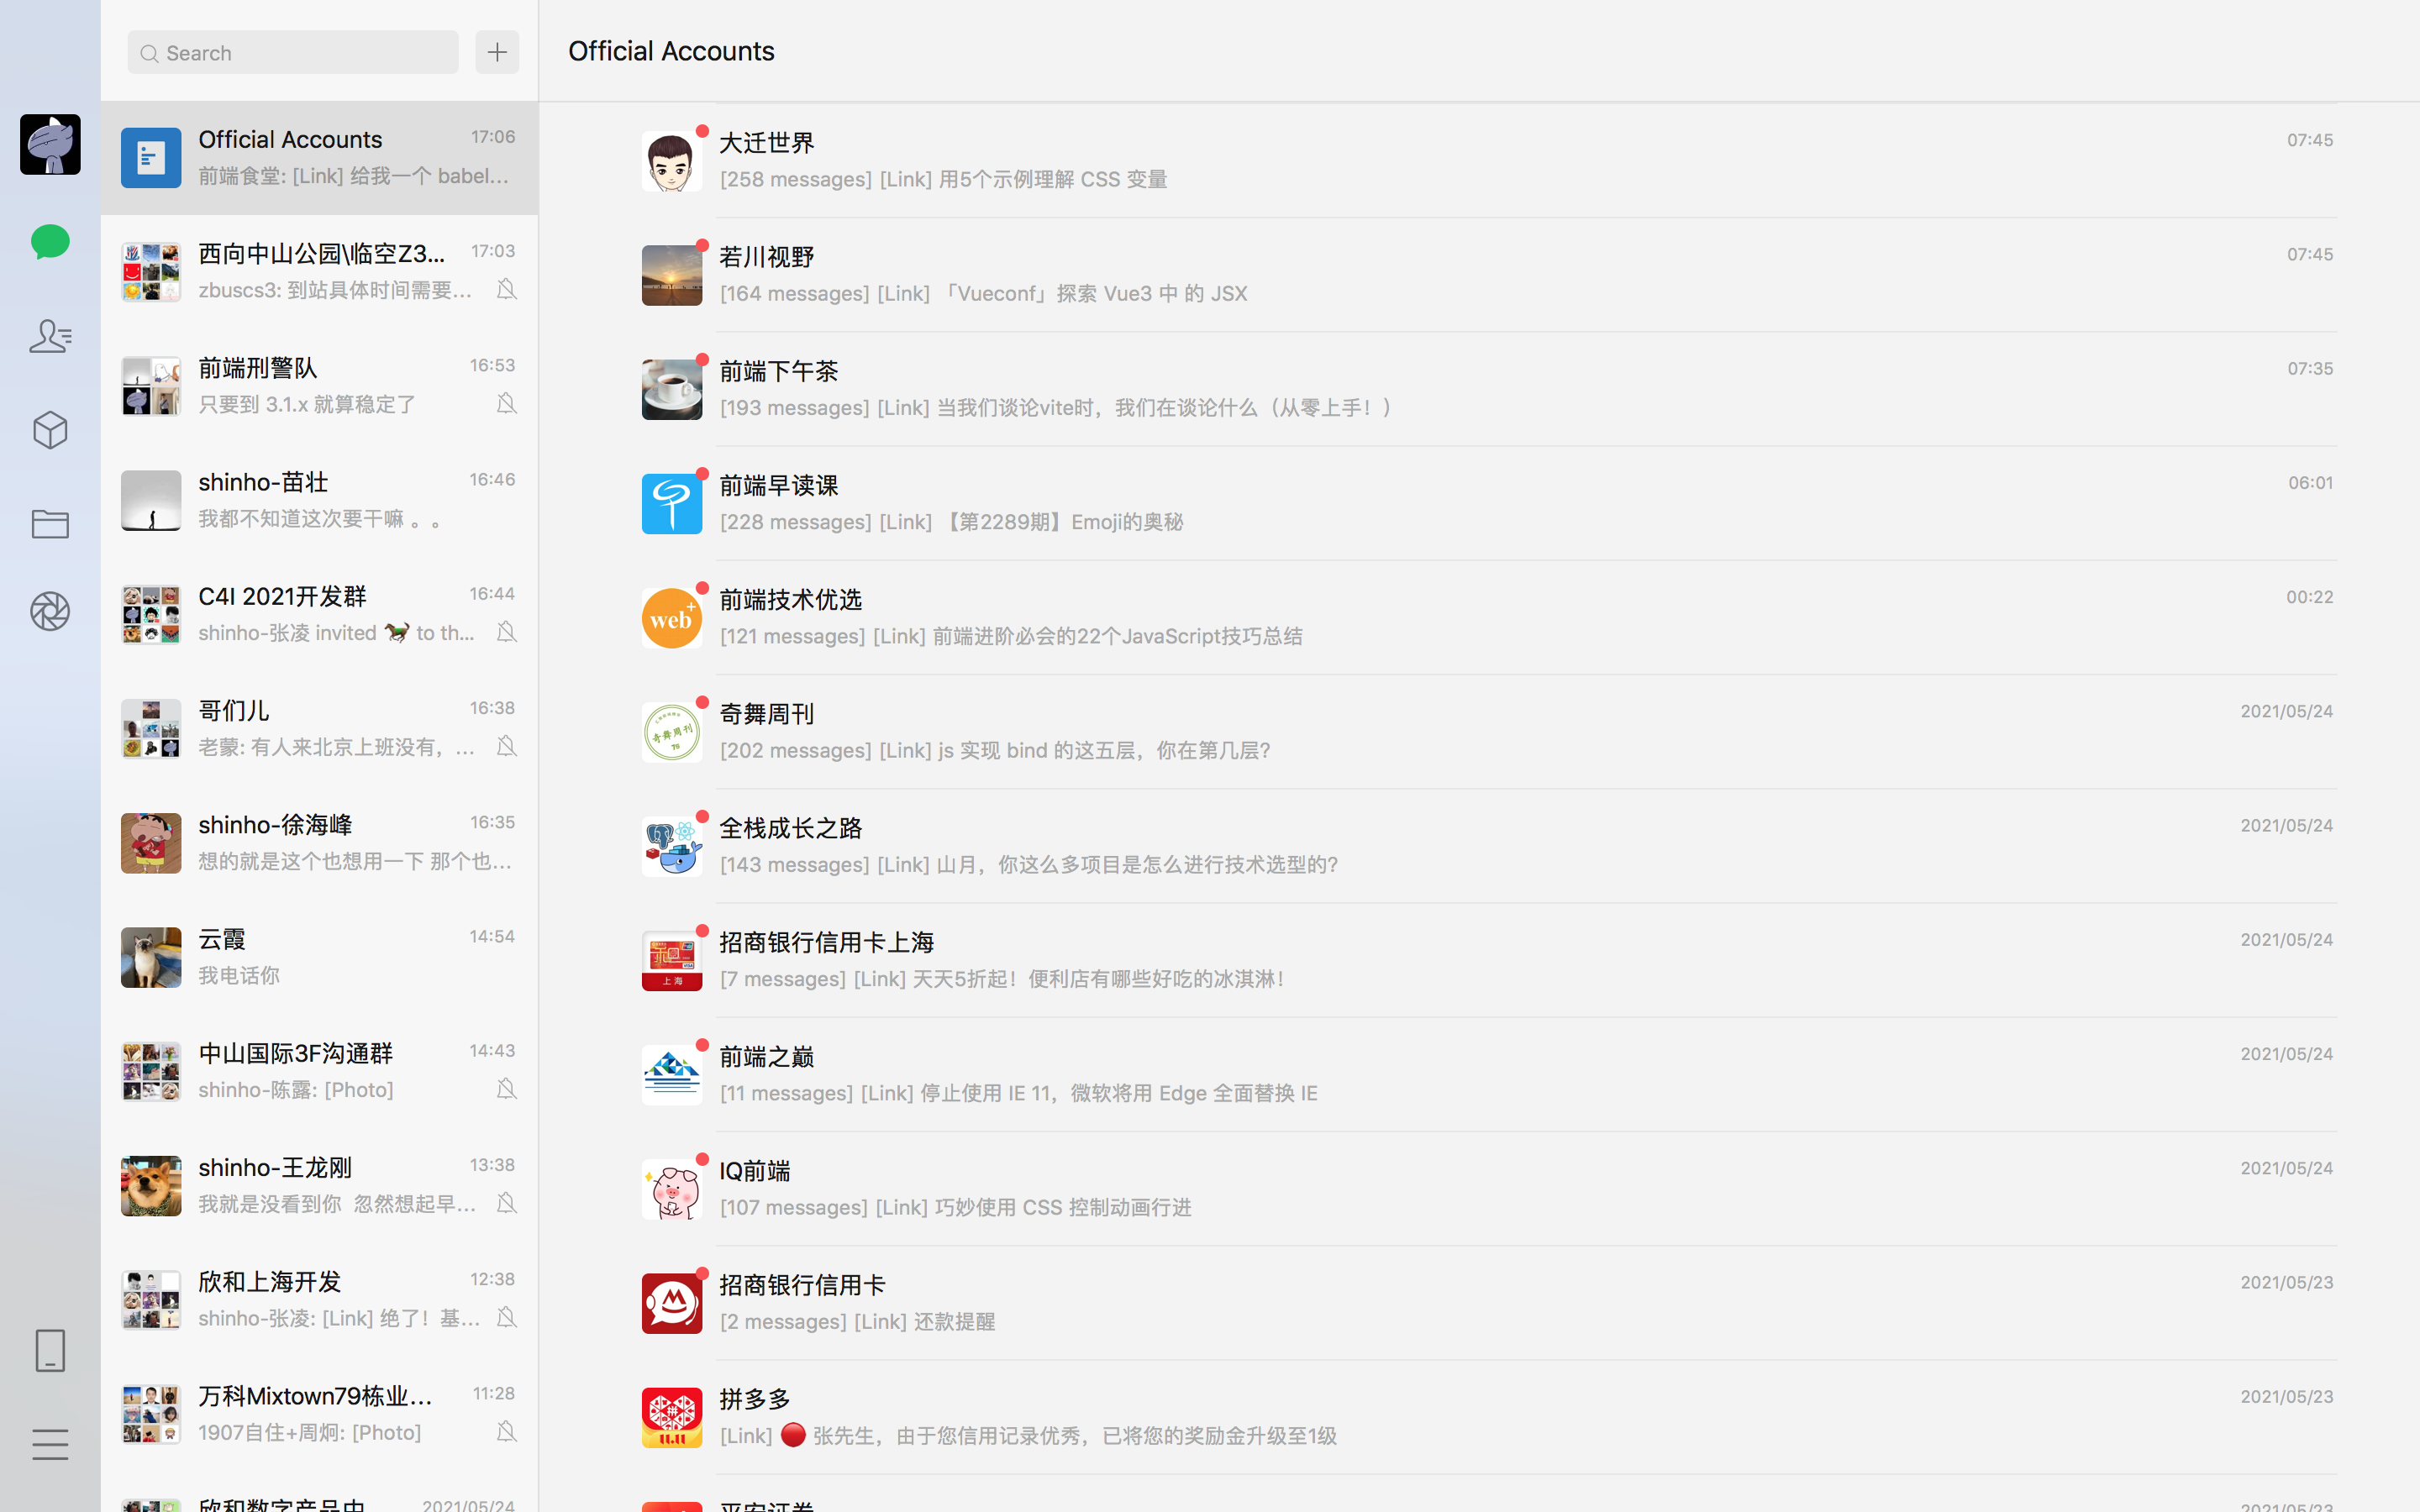 Search
Official Accounts
17:06
前端食堂: [Link] 给我一个 babel...
西向中山公园\临空Z3...
17:03
zbuscs3: 到站具体时间需要...
前端刑警队
16:53
只要到 3.1.x 就算稳定了
shinho-苗壮
16:46
我都不知道这次要干嘛 。。
C4I 2021开发群
16:44
shinho-张凌 invited 🐎 to th...
哥们儿
16:38
老蒙: 有人来北京上班没有，...
shinho-徐海峰
16:35
想的就是这个也想用一下 那个也...
云霞
14:54
我电话你
中山国际3F沟通群
14:43
shinho-陈露: [Photo]
shinho-王龙刚
13:38
我就是没看到你 忽然想起早...
欣和上海开发
12:38
shinho-张凌: [Link] 绝了！基...
万科Mixtown79栋业...
11:28
1907自住+周炯: [Photo]
欣和数字产品中
2021/05/24
Official Accounts
大迁世界
07:45
[258 messages] [Link] 用5个示例理解 CSS 变量
若川视野
07:45
[164 messages] [Link] 「Vueconf」探索 Vue3 中 的 JSX
前端下午茶
07:35
[193 messages] [Link] 当我们谈论vite时，我们在谈论什么（从零上手！）
前端早读课
06:01
[228 messages] [Link] 【第2289期】Emoji的奥秘
web+
前端技术优选
00:22
[121 messages] [Link] 前端进阶必会的22个JavaScript技巧总结
奇舞周刊
奇舞周刊
2021/05/24
[202 messages] [Link] js 实现 bind 的这五层，你在第几层?
全栈成长之路
2021/05/24
[143 messages] [Link] 山月，你这么多项目是怎么进行技术选型的?
上海
招商银行信用卡上海
2021/05/24
[7 messages] [Link] 天天5折起！便利店有哪些好吃的冰淇淋！
前端之巅
2021/05/24
[11 messages] [Link] 停止使用 IE 11，微软将用 Edge 全面替换 IE
IQ前端
2021/05/24
[107 messages] [Link] 巧妙使用 CSS 控制动画行进
招商银行信用卡
2021/05/23
[2 messages] [Link] 还款提醒
拼
11.11
拼多多
2021/05/23
[Link] 🔴 张先生，由于您信用记录优秀，已将您的奖励金升级至1级
平安证券
2021/05/23